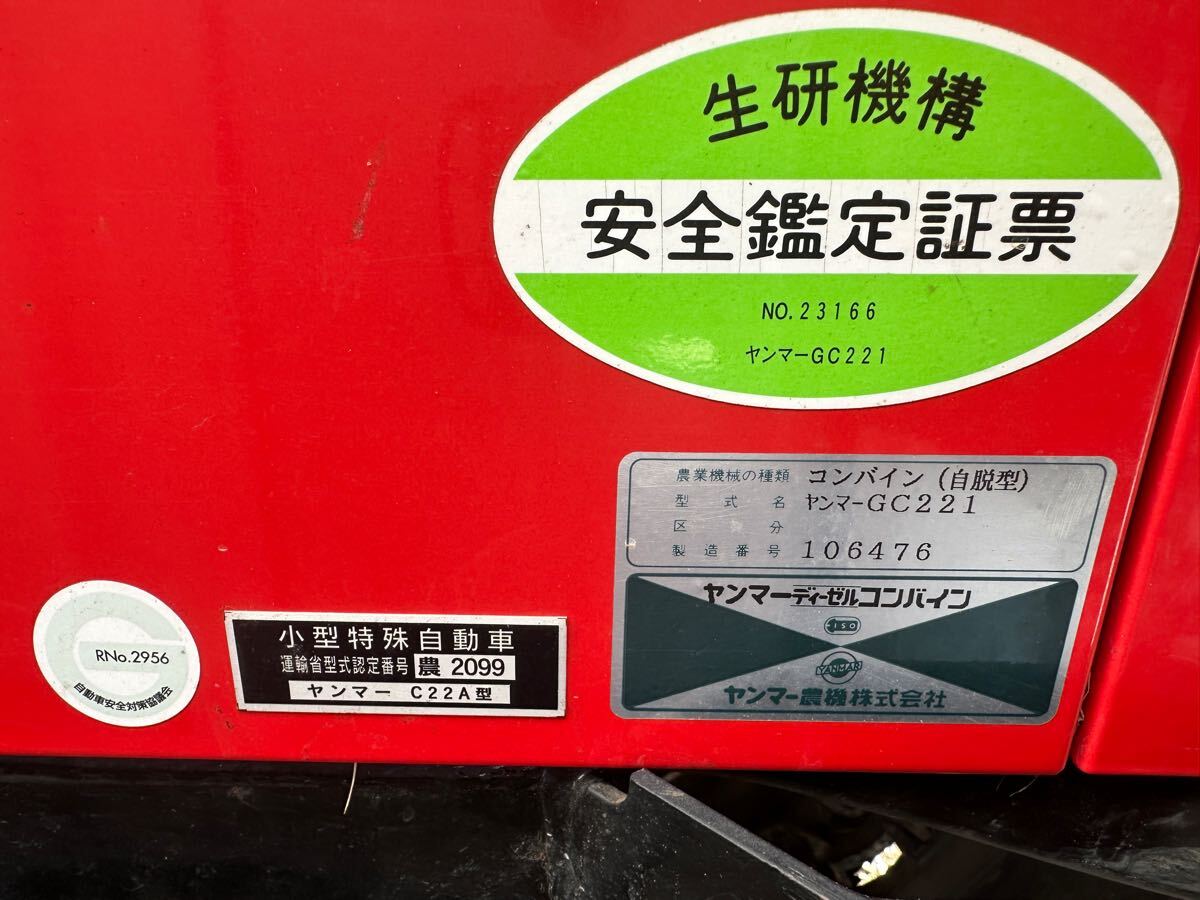 生研機構
安全鑑定証票
NO.23166
ヤンマーGC221
農業機械の種類 コンバイン(自脱型)
型式名 ヤンマーGC221
区分
製造番号 106476
ヤンマーディーゼルコンバイン
ISO
YANMAR
ヤンマー農機株式会社
小型特殊自動車
運輸省型式認定番号 農 2099
ヤンマー C22A型
RNo.2956
自動車安全対策協議会